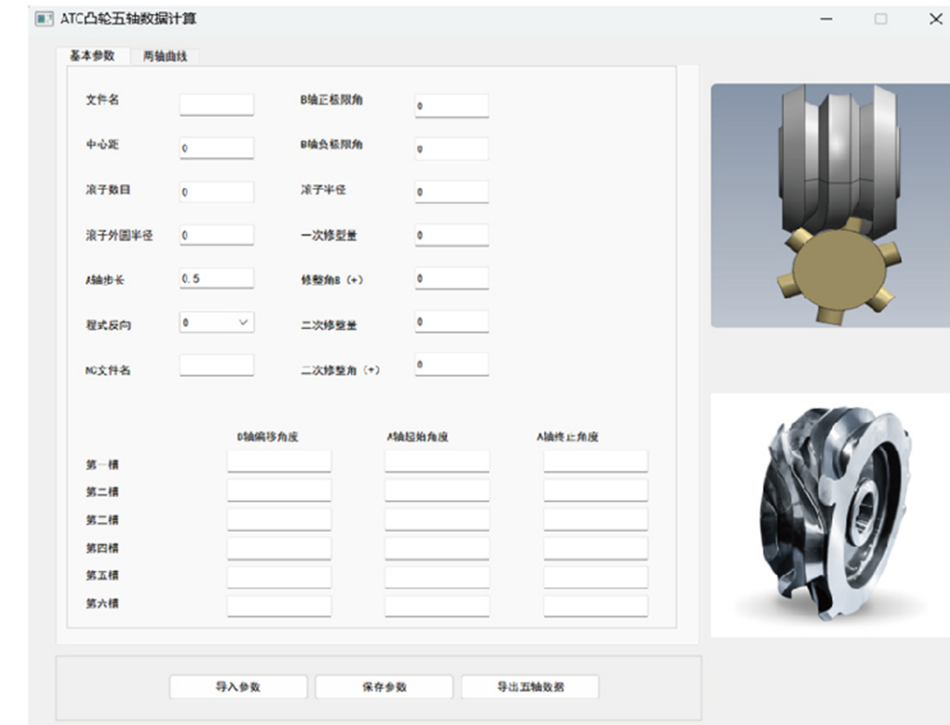 ATC凸轮五轴数据计算
基本参数 两轴曲线
文件名 B轴正极限角 0
中心距 0 B轴负极限角 0
滚子数目 0 滚子半径 0
滚子外圆半径 0 一次修型量 0
A轴步长 0.5 修整角B（+） 0
程式反向 0 二次修整量 0
NC文件名 二次修整角（+） 0
B轴偏移角度 A轴起始角度 A轴终止角度
第一槽
第二槽
第三槽
第四槽
第五槽
第六槽
导入参数 保存参数 导出五轴数据